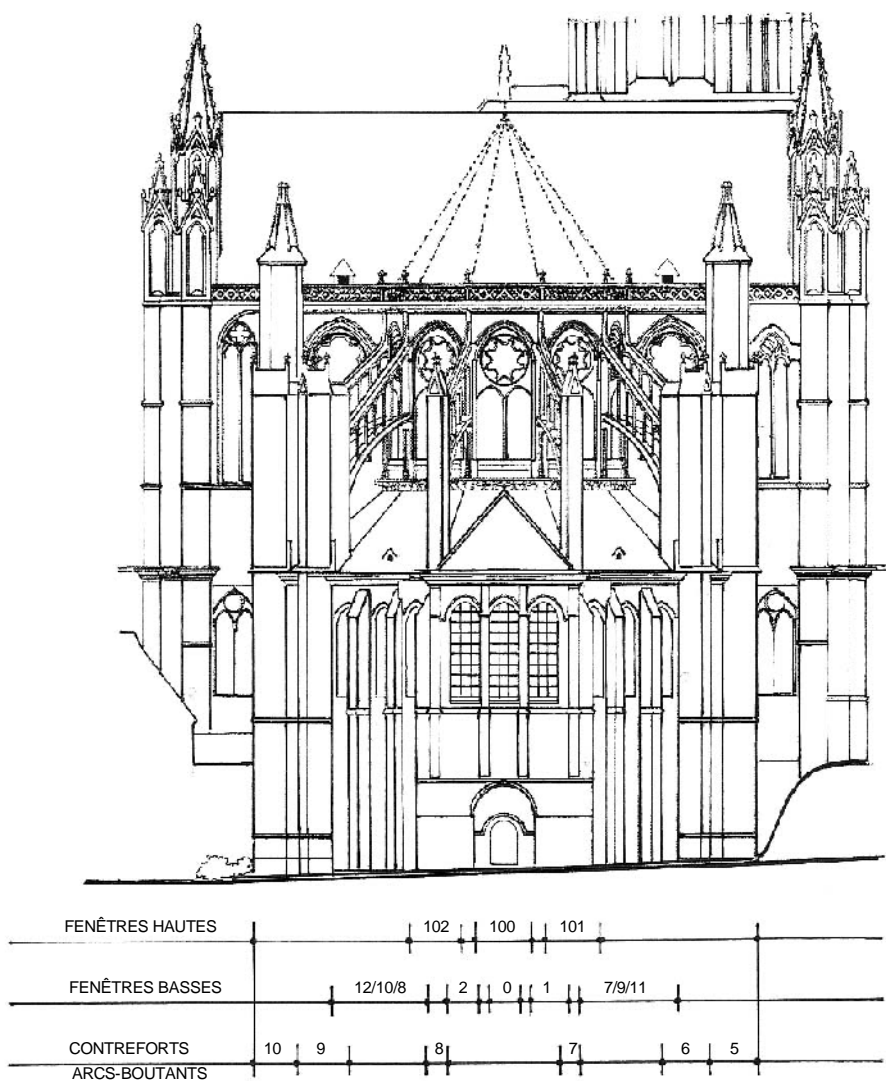 FENÊTRES HAUTES 102 100 101
FENÊTRES BASSES 12/10/8 2 0 1 7/9/11
CONTREFORTS 10 9 8 7 6 5
ARCS-BOUTANTS